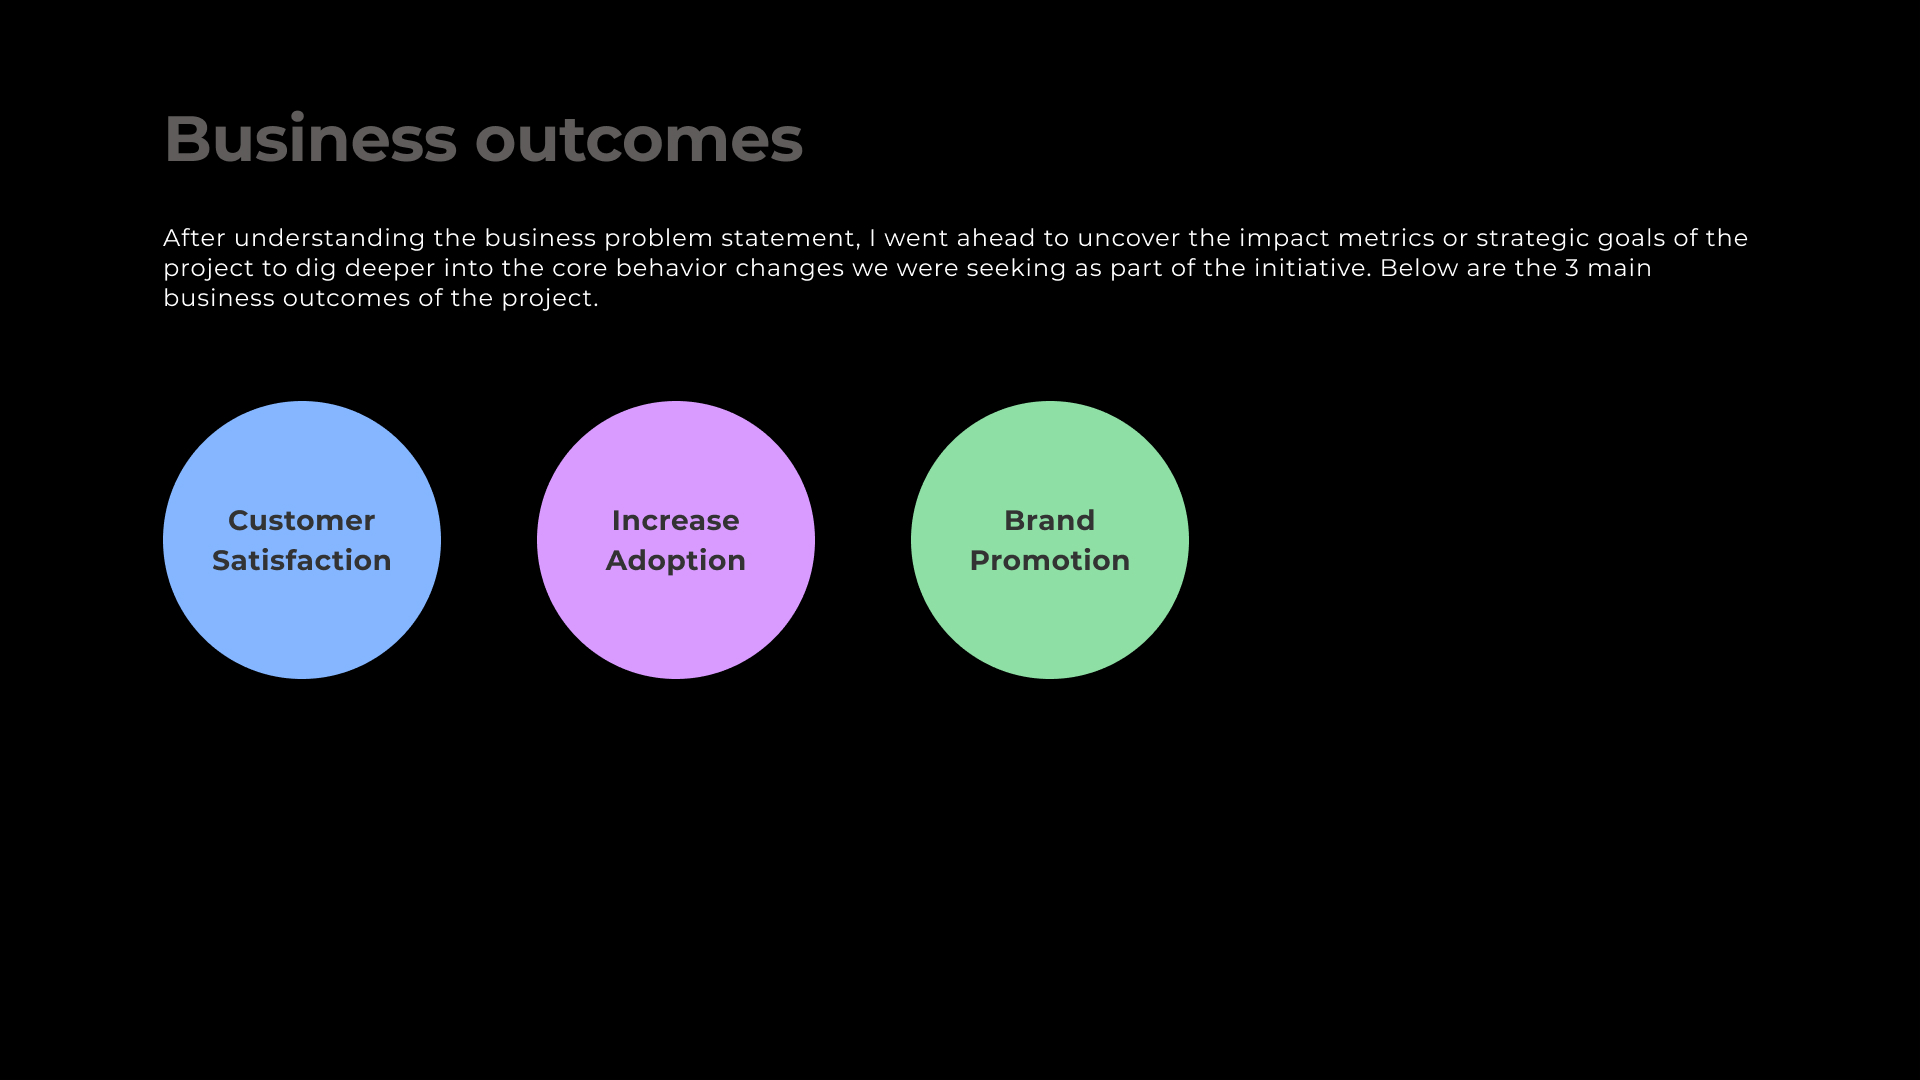 Business outcomes
After understanding the business problem statement, I went ahead to uncover the impact metrics or strategic goals of the
project to dig deeper into the core behavior changes we were seeking as part of the initiative. Below are the 3 main
business outcomes of the project.
Customer
Satisfaction
Increase
Adoption
Brand
Promotion